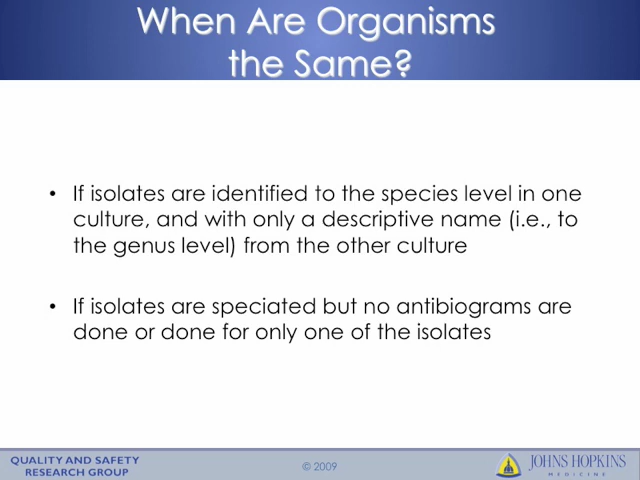 When Are Organisms
the Same?
• If isolates are identified to the species level in one
culture, and with only a descriptive name (i.e., to
the genus level) from the other culture
• If isolates are speciated but no antibiograms are
done or done for only one of the isolates
QUALITY AND SAFETY
RESEARCH GROUP
© 2009
JOHNS HOPKINS
MEDICINE